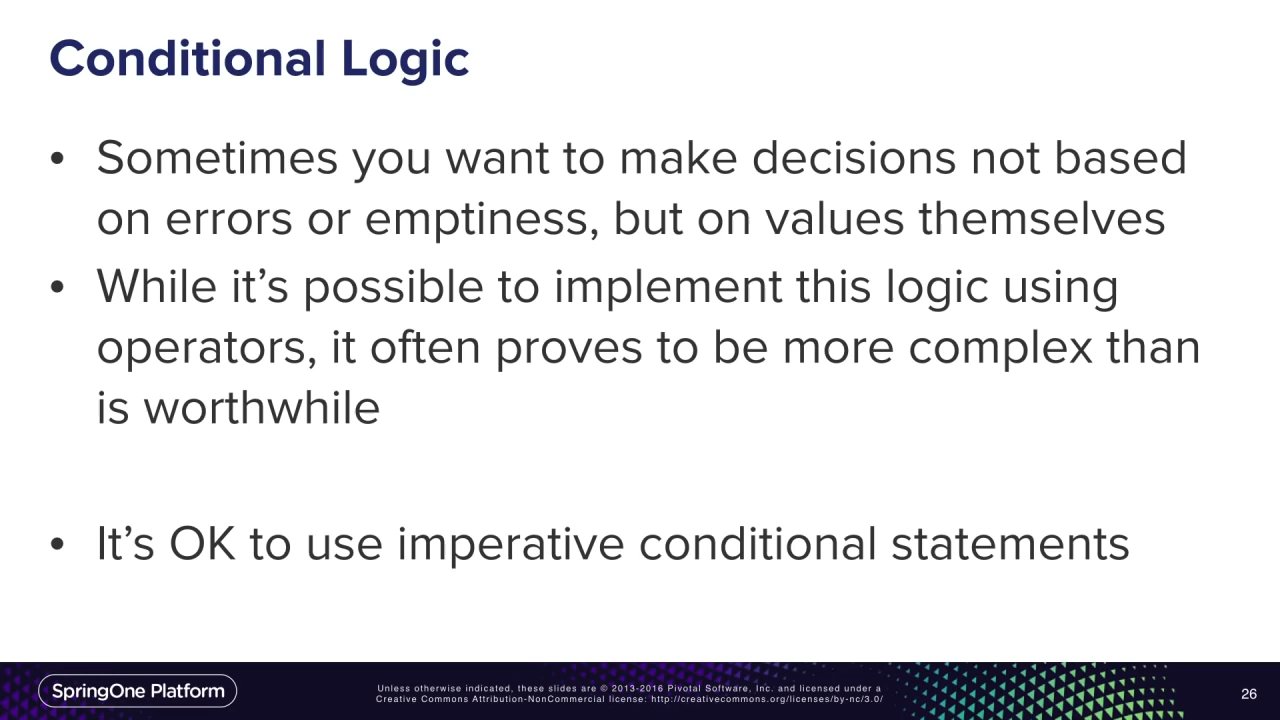 Conditional Logic
• Sometimes you want to make decisions not based
on errors or emptiness, but on values themselves
• While it’s possible to implement this logic using
operators, it often proves to be more complex than
is worthwhile
• It’s OK to use imperative conditional statements
SpringOne Platform
Unless otherwise indicated, these slides are © 2013-2016 Pivotal Software, Inc. and licensed under a
Creative Commons Attribution-NonCommercial license: http://creativecommons.org/licenses/by-nc/3.0/
26